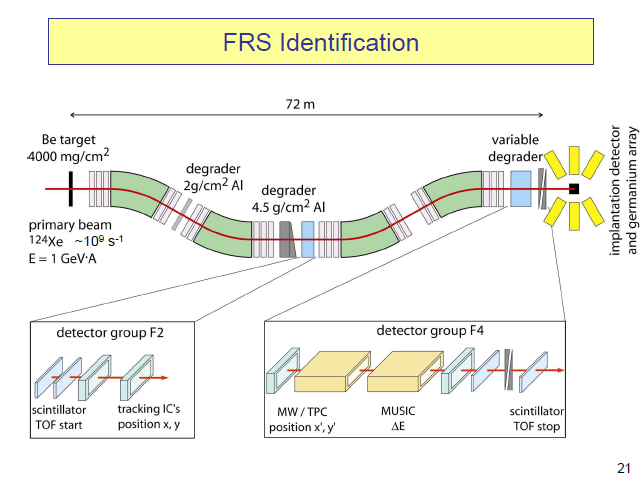 FRS Identification
72 m
Be target
4000 mg/cm²
degrader
2g/cm² Al
degrader
4.5 g/cm² Al
variable
degrader
implantation detector
and germanium array
primary beam
¹²⁴Xe ~10⁹ s⁻¹
E = 1 GeV·A
detector group F2
scintillator
TOF start
tracking IC's
position x, y
detector group F4
MW / TPC
position x', y'
MUSIC
ΔE
scintillator
TOF stop
21